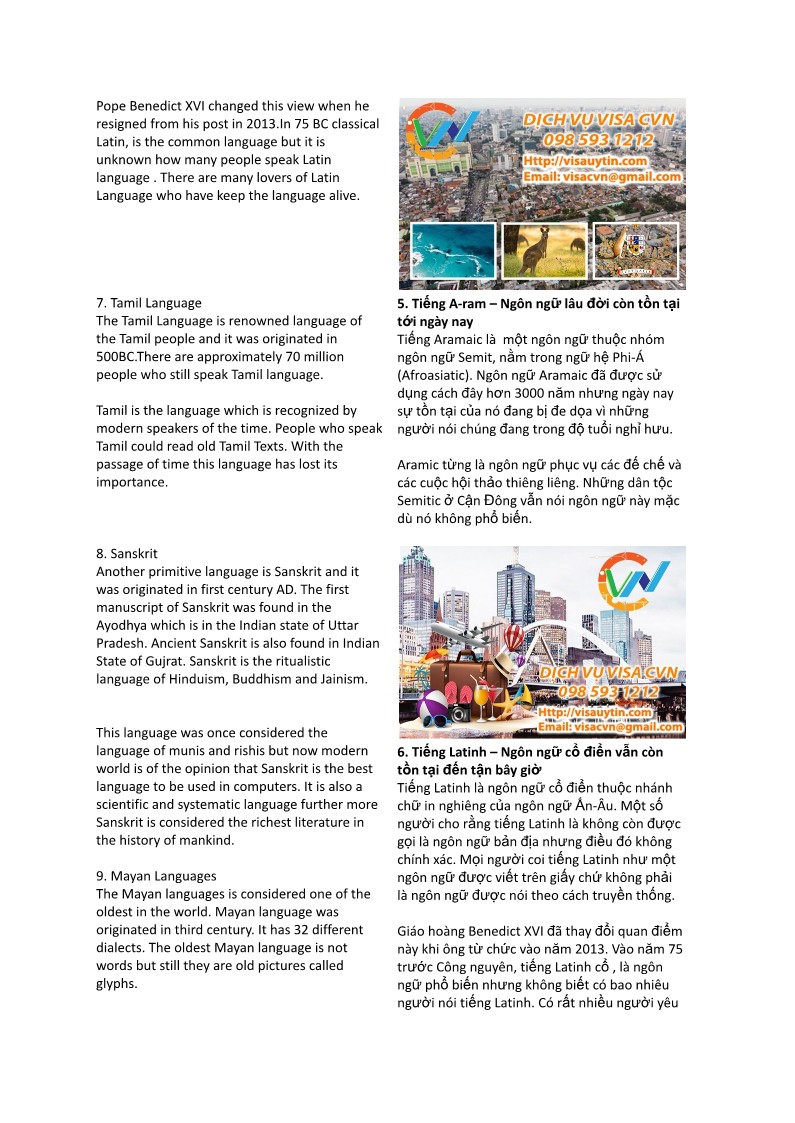 Pope Benedict XVI changed this view when he
resigned from his post in 2013.In 75 BC classical
Latin, is the common language but it is
unknown how many people speak Latin
language . There are many lovers of Latin
Language who have keep the language alive.
7. Tamil Language
The Tamil Language is renowned language of
the Tamil people and it was originated in
500BC.There are approximately 70 million
people who still speak Tamil language.
Tamil is the language which is recognized by
modern speakers of the time. People who speak
Tamil could read old Tamil Texts. With the
passage of time this language has lost its
importance.
8. Sanskrit
Another primitive language is Sanskrit and it
was originated in first century AD. The first
manuscript of Sanskrit was found in the
Ayodhya which is in the Indian state of Uttar
Pradesh. Ancient Sanskrit is also found in Indian
State of Gujrat. Sanskrit is the ritualistic
language of Hinduism, Buddhism and Jainism.
This language was once considered the
language of munis and rishis but now modern
world is of the opinion that Sanskrit is the best
language to be used in computers. It is also a
scientific and systematic language further more
Sanskrit is considered the richest literature in
the history of mankind.
9. Mayan Languages
The Mayan languages is considered one of the
oldest in the world. Mayan language was
originated in third century. It has 32 different
dialects. The oldest Mayan language is not
words but still they are old pictures called
glyphs.
CVN
DỊCH VỤ VISA CVN
098 593 1212
Http://visauytin.com
Email: visacvn@gmail.com
5. Tiếng A-ram – Ngôn ngữ lâu đời còn tồn tại
tới ngày nay
Tiếng Aramaic là  một ngôn ngữ thuộc nhóm
ngôn ngữ Semit, nằm trong ngữ hệ Phi-Á
(Afroasiatic). Ngôn ngữ Aramaic đã được sử
dụng cách đây hơn 3000 năm nhưng ngày nay
sự tồn tại của nó đang bị đe dọa vì những
người nói chúng đang trong độ tuổi nghỉ hưu.
Aramic từng là ngôn ngữ phục vụ các đế chế và
các cuộc hội thảo thiêng liêng. Những dân tộc
Semitic ở Cận Đông vẫn nói ngôn ngữ này mặc
dù nó không phổ biến.
CVN
DỊCH VỤ VISA CVN
098 593 1212
Http://visauytin.com
Email: visacvn@gmail.com
6. Tiếng Latinh – Ngôn ngữ cổ điển vẫn còn
tồn tại đến tận bây giờ
Tiếng Latinh là ngôn ngữ cổ điển thuộc nhánh
chữ in nghiêng của ngôn ngữ Ấn-Âu. Một số
người cho rằng tiếng Latinh là không còn được
gọi là ngôn ngữ bản địa nhưng điều đó không
chính xác. Mọi người coi tiếng Latinh như một
ngôn ngữ được viết trên giấy chứ không phải
là ngôn ngữ được nói theo cách truyền thống.
Giáo hoàng Benedict XVI đã thay đổi quan điểm
này khi ông từ chức vào năm 2013. Vào năm 75
trước Công nguyên, tiếng Latinh cổ , là ngôn
ngữ phổ biến nhưng không biết có bao nhiêu
người nói tiếng Latinh. Có rất nhiều người yêu